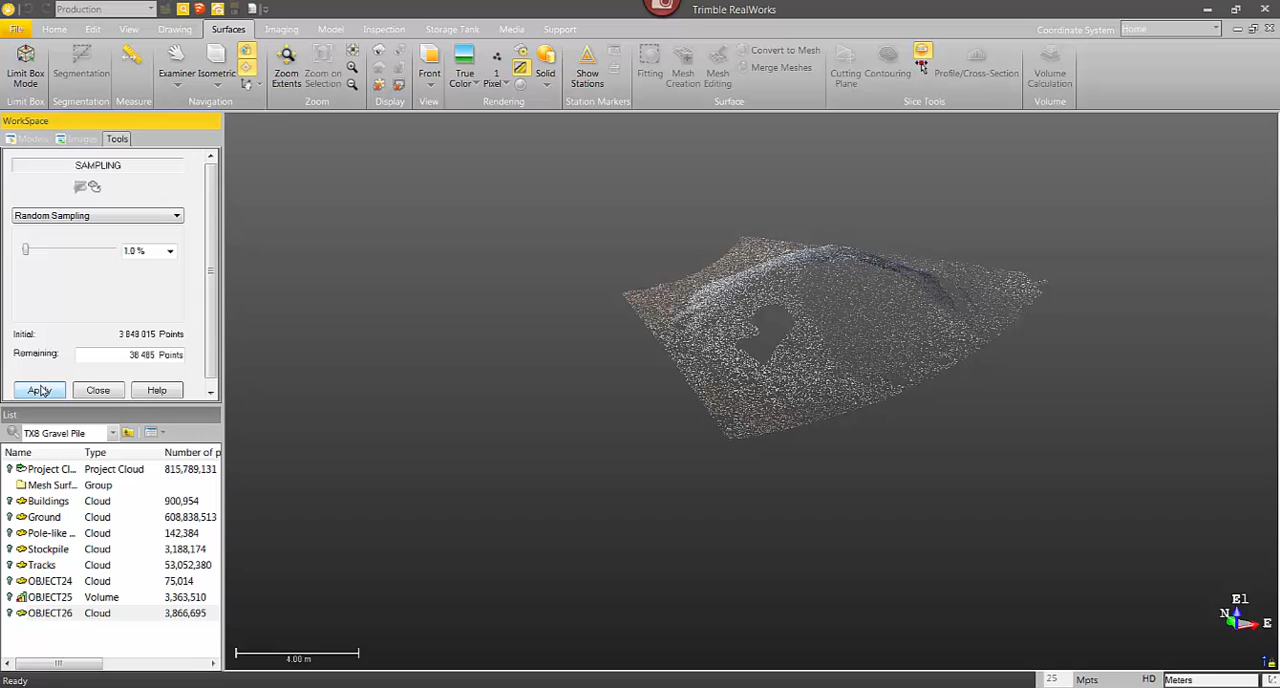 Production
Trimble RealWorks
File Home Edit View Drawing Surfaces Imaging Model Inspection Storage Tank Media Support Coordinate System Home
Limit Box Mode
Segmentation
Examiner Isometric
Zoom Extents
Zoom on Selection
Front
True Color
1 Pixel
Solid
Show Stations
Fitting
Mesh Creation
Mesh Editing
Convert to Mesh
Merge Meshes
Cutting Plane
Contouring
Profile/Cross-Section
Volume Calculation
Limit Box Segmentation Measure Navigation Zoom Display View Rendering Station Markers Surface Slice Tools Volume
WorkSpace
Models Images Tools
SAMPLING
Random Sampling
1.0 %
Initial: 3 848 015 Points
Remaining: 38 485 Points
Apply Close Help
List
TX8 Gravel Pile
Name Type Number of p
Project Cl... Project Cloud 815,789,131
Mesh Surf... Group
Buildings Cloud 900,954
Ground Cloud 608,838,513
Pole-like ... Cloud 142,384
Stockpile Cloud 3,188,174
Tracks Cloud 53,052,380
OBJECT24 Cloud 75,014
OBJECT25 Volume 3,363,510
OBJECT26 Cloud 3,866,695
4.00 m
El
N
E
Ready
25 Mpts HD Meters